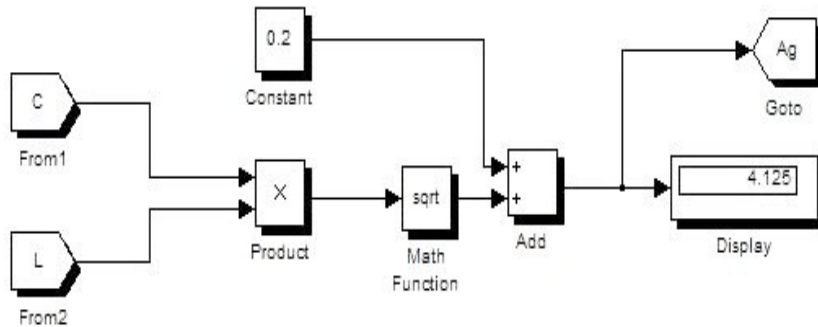 0.2
Constant
Ag
Goto
C
From1
X
Product
sqrt
Math
Function
+
+
Add
4.125
Display
L
From2